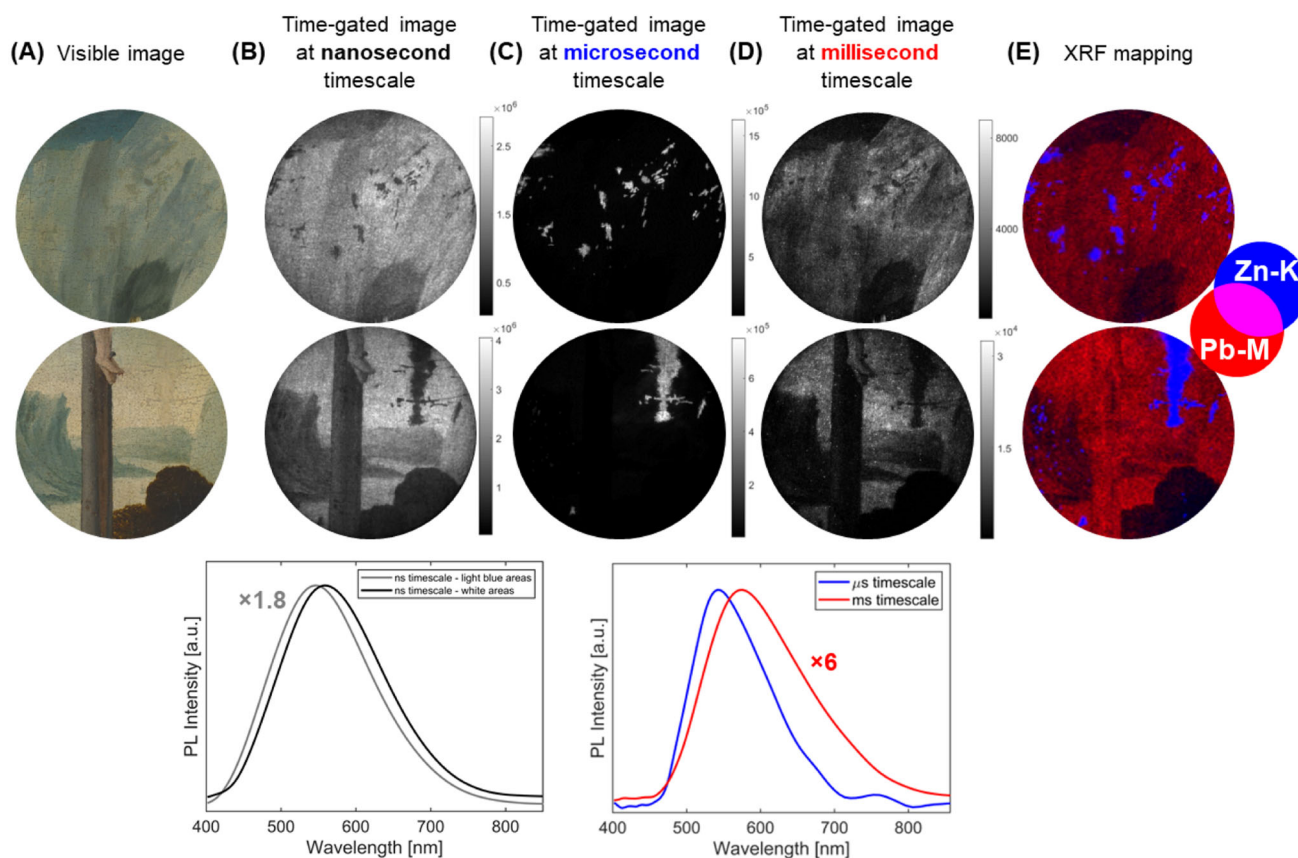 (A) Visible image
(B) Time-gated image
at nanosecond
timescale
(C) Time-gated image
at microsecond
timescale
(D) Time-gated image
at millisecond
timescale
(E) XRF mapping
×10⁶
2.5
1.5
0.5
×10⁵
15
10
5
8000
4000
Zn-K
Pb-M
×10⁶
4
3
2
1
×10⁵
6
4
2
×10⁴
3
1.5
ns timescale - light blue areas
ns timescale - white areas
×1.8
PL Intensity [a.u.]
400 500 600 700 800
Wavelength [nm]
μs timescale
ms timescale
×6
PL Intensity [a.u.]
400 500 600 700 800
Wavelength [nm]